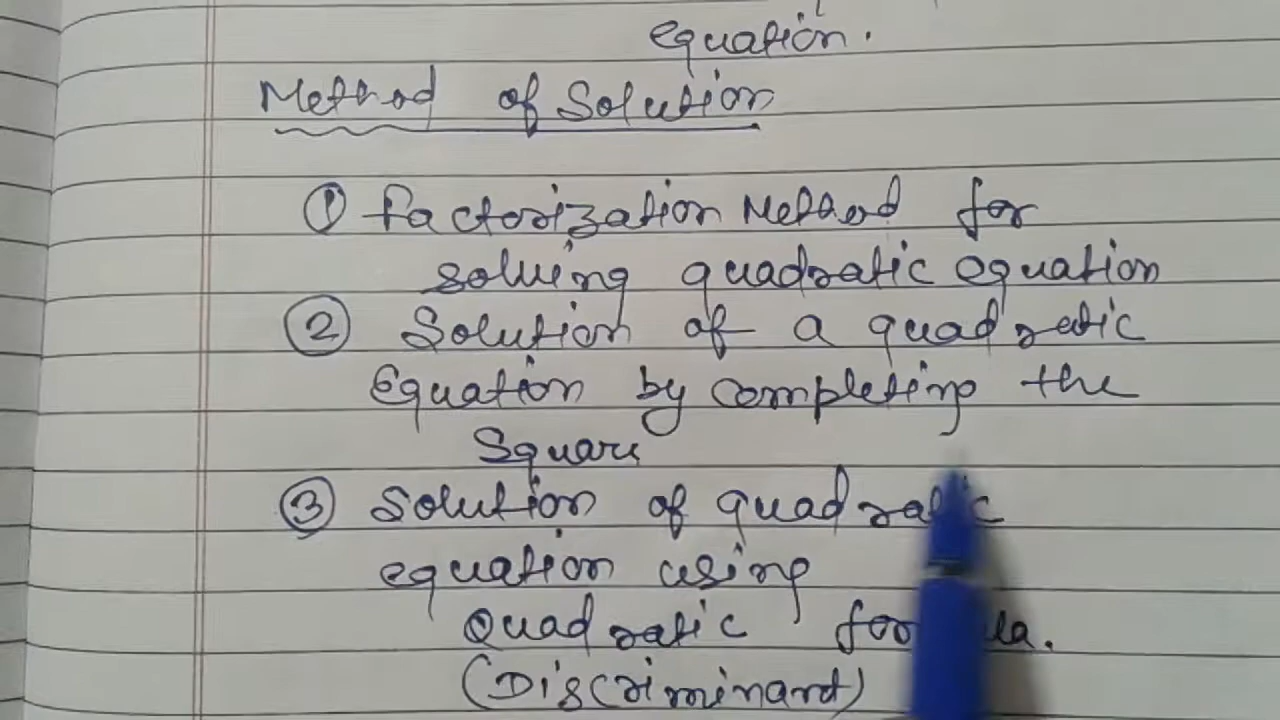 equation.
Method of Solution
① factorization Method for
solving quadratic equation
② Solution of a quadratic
Equation by completing the
Square
③ Solution of quadratic
equation using
Quadratic formula.
(Discriminant)